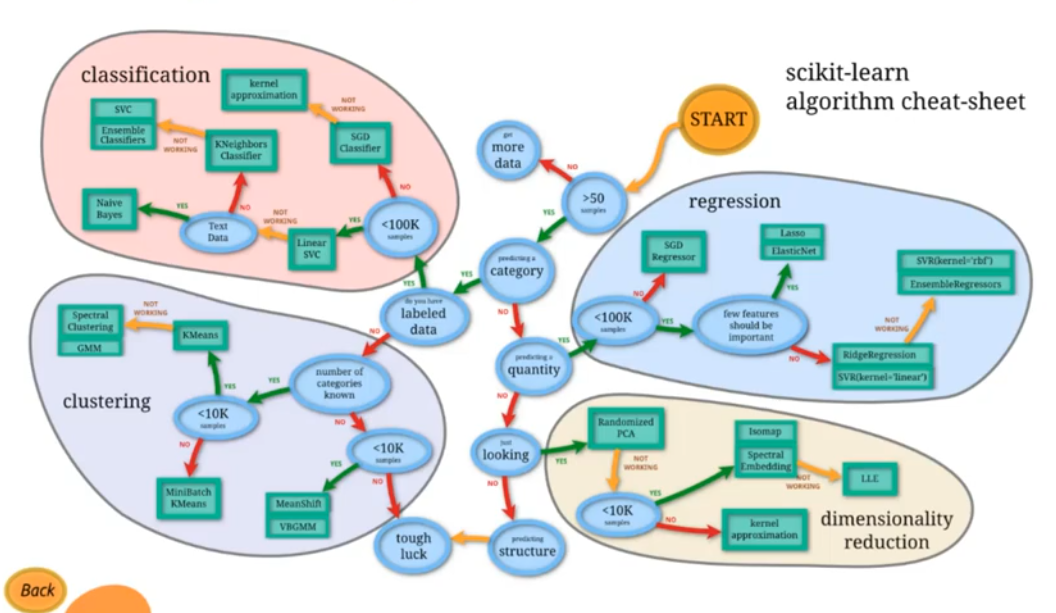 scikit-learn
algorithm cheat-sheet
START
classification
kernel
approximation
NOT
WORKING
SVC
Ensemble
Classifiers
NOT
WORKING
KNeighbors
Classifier
SGD
Classifier
NO
Naive
Bayes
YES
Text
Data
NO
NOT
WORKING
Linear
SVC
YES
<100K
samples
get
more
data
NO
>50
samples
YES
predicting a
category
YES
NO
do you have
labeled
data
YES
NO
predicting a
quantity
YES
NO
just
looking
YES
NO
predicting
structure
tough
luck
regression
SGD
Regressor
NO
<100K
samples
YES
Lasso
ElasticNet
YES
few features
should be
important
NO
SVR(kernel='rbf')
EnsembleRegressors
NOT
WORKING
RidgeRegression
SVR(kernel='linear')
clustering
Spectral
Clustering
GMM
NOT
WORKING
KMeans
YES
<10K
samples
NO
MiniBatch
KMeans
YES
number of
categories
known
NO
<10K
samples
YES
NO
MeanShift
VBGMM
Randomized
PCA
NOT
WORKING
<10K
samples
YES
NO
Isomap
Spectral
Embedding
NOT
WORKING
LLE
kernel
approximation
dimensionality
reduction
Back